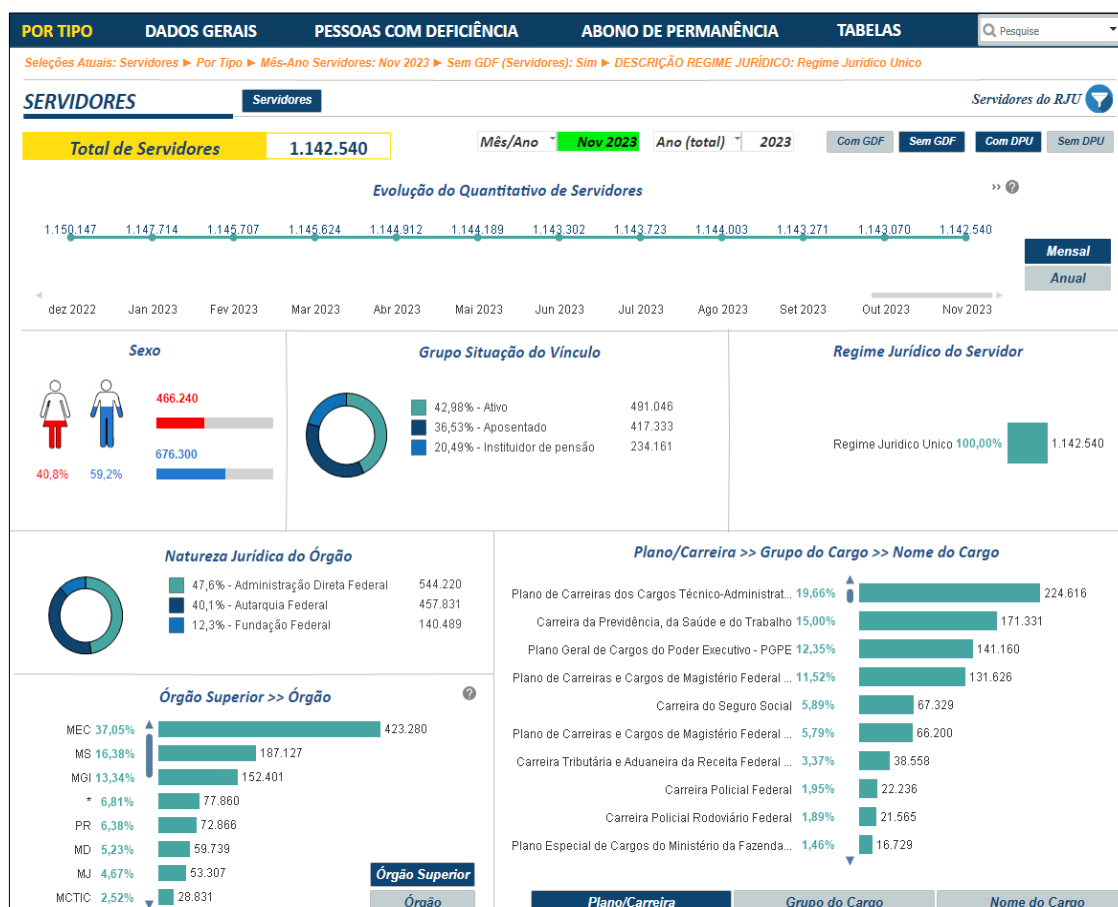 POR TIPO DADOS GERAIS PESSOAS COM DEFICIÊNCIA ABONO DE PERMANÊNCIA TABELAS Pesquise
Seleções Atuais: Servidores ► Por Tipo ► Mês-Ano Servidores: Nov 2023 ► Sem GDF (Servidores): Sim ► DESCRIÇÃO REGIME JURÍDICO: Regime Juridico Unico
SERVIDORES Servidores Servidores do RJU
Total de Servidores 1.142.540 Mês/Ano Nov 2023 Ano (total) 2023 Com GDF Sem GDF Com DPU Sem DPU
Evolução do Quantitativo de Servidores ?
1.150.147 1.147.714 1.145.707 1.145.624 1.144.912 1.144.189 1.143.302 1.143.723 1.144.003 1.143.271 1.143.070 1.142.540
Mensal
Anual
dez 2022 Jan 2023 Fev 2023 Mar 2023 Abr 2023 Mai 2023 Jun 2023 Jul 2023 Ago 2023 Set 2023 Out 2023 Nov 2023
Sexo
466.240
676.300
40,8% 59,2%
Grupo Situação do Vínculo
42,98% - Ativo 491.046
36,53% - Aposentado 417.333
20,49% - Instituidor de pensão 234.161
Regime Jurídico do Servidor
Regime Juridico Unico 100,00% 1.142.540
Natureza Jurídica do Órgão
47,6% - Administração Direta Federal 544.220
40,1% - Autarquia Federal 457.831
12,3% - Fundação Federal 140.489
Órgão Superior >> Órgão ?
MEC 37,05% 423.280
MS 16,38% 187.127
MGI 13,34% 152.401
* 6,81% 77.860
PR 6,38% 72.866
MD 5,23% 59.739
MJ 4,67% 53.307
MCTIC 2,52% 28.831
Órgão Superior
Órgão
Plano/Carreira >> Grupo do Cargo >> Nome do Cargo
Plano de Carreiras dos Cargos Técnico-Administrat... 19,66% 224.616
Carreira da Previdência, da Saúde e do Trabalho 15,00% 171.331
Plano Geral de Cargos do Poder Executivo - PGPE 12,35% 141.160
Plano de Carreiras e Cargos de Magistério Federal ... 11,52% 131.626
Carreira do Seguro Social 5,89% 67.329
Plano de Carreiras e Cargos de Magistério Federal ... 5,79% 66.200
Carreira Tributária e Aduaneira da Receita Federal ... 3,37% 38.558
Carreira Policial Federal 1,95% 22.236
Carreira Policial Rodoviário Federal 1,89% 21.565
Plano Especial de Cargos do Ministério da Fazenda... 1,46% 16.729
Plano/Carreira Grupo do Cargo Nome do Cargo